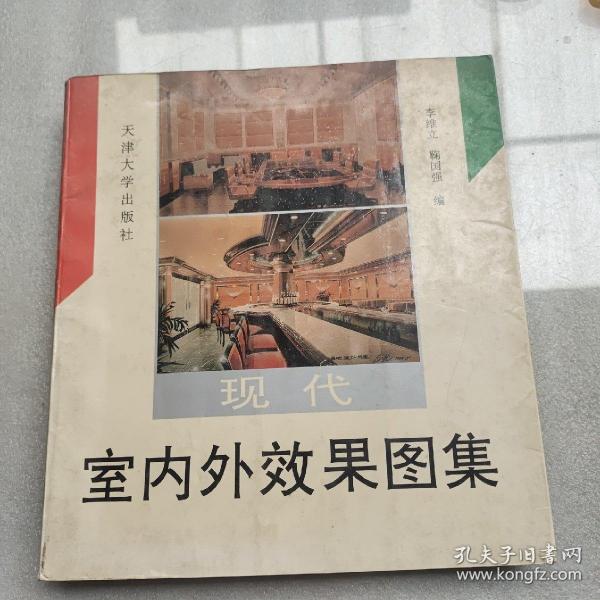 天津大学出版社
李维立 鞠国强 编
现代
室内外效果图集
孔夫子旧书网
www.kongfz.com